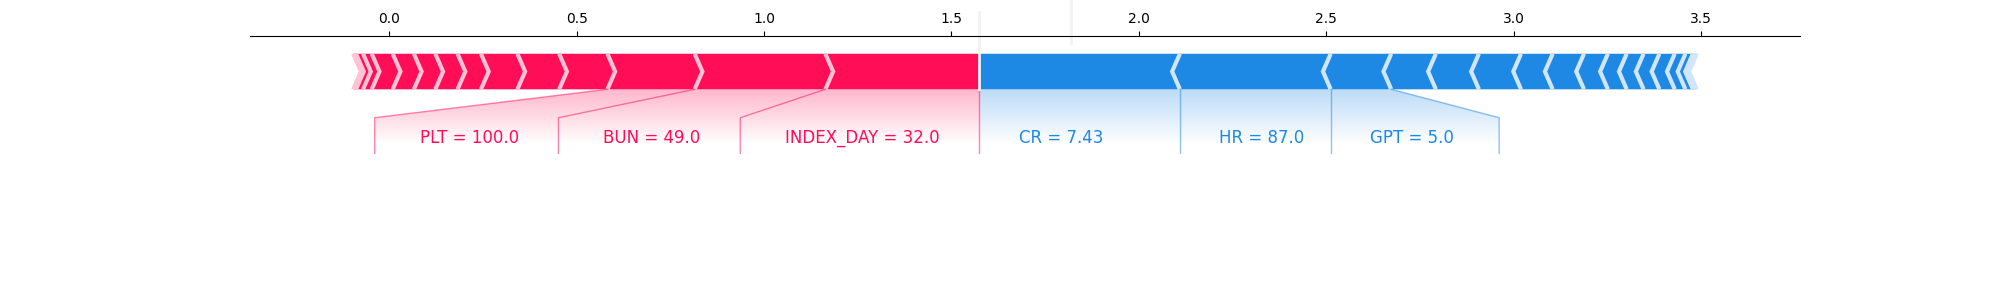 0.0 0.5 1.0 1.5 2.0 2.5 3.0 3.5
PLT = 100.0 BUN = 49.0 INDEX_DAY = 32.0 CR = 7.43 HR = 87.0 GPT = 5.0